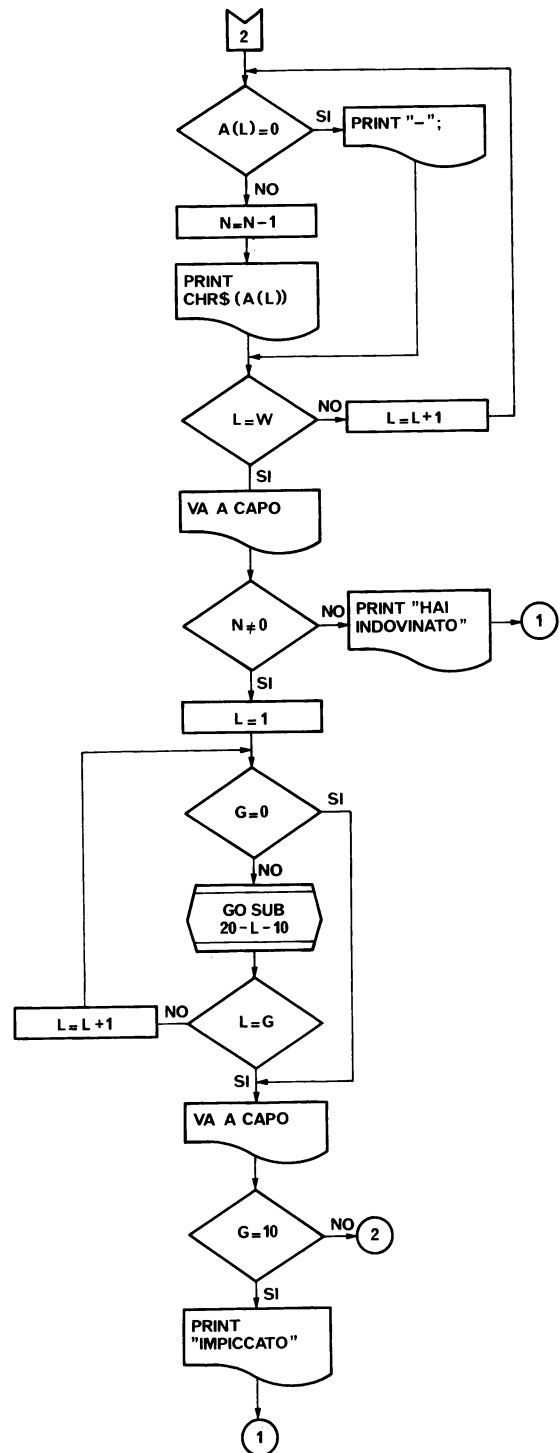 2
A(L)=0
SI
PRINT "-";
NO
N=N-1
PRINT
CHR$ (A(L))
L=W
NO
L=L+1
SI
VA A CAPO
N≠0
NO
PRINT "HAI
INDOVINATO"
1
SI
L=1
G=0
SI
NO
GO SUB
20-L-10
L=G
NO
L=L+1
SI
VA A CAPO
G=10
NO
2
SI
PRINT
"IMPICCATO"
1